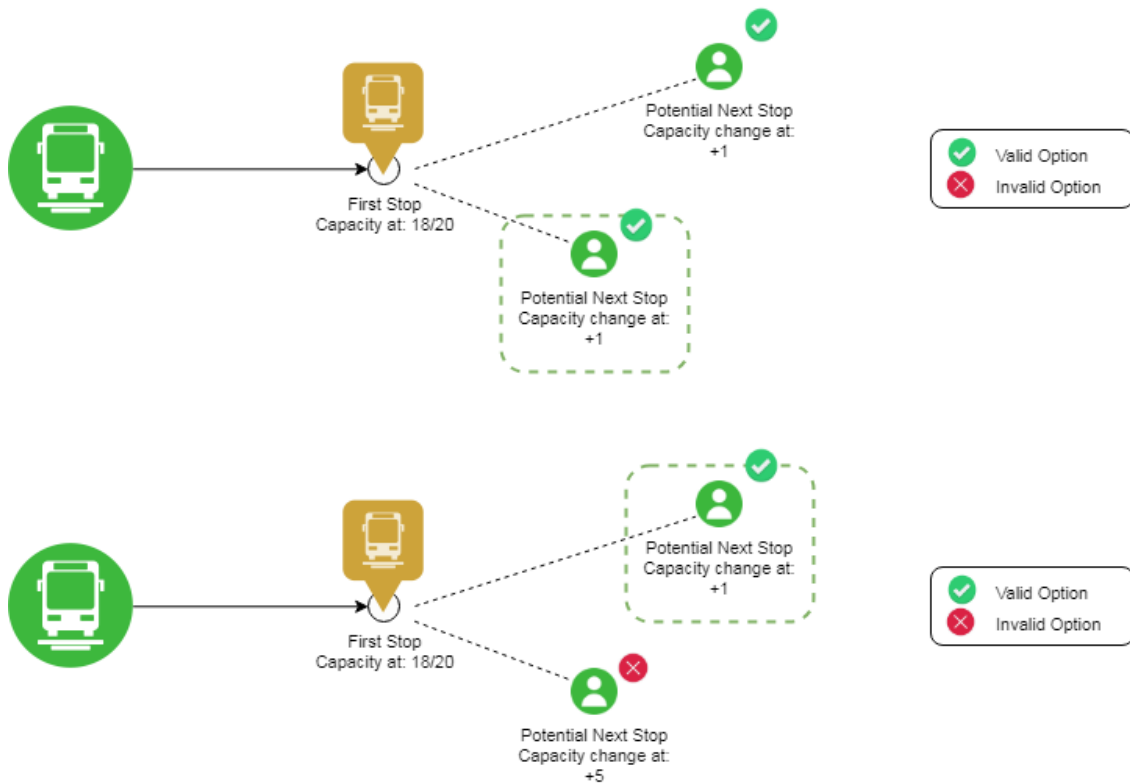 Potential Next Stop
Capacity change at:
+1
Valid Option
Invalid Option
First Stop
Capacity at: 18/20
Potential Next Stop
Capacity change at:
+1
Potential Next Stop
Capacity change at:
+1
Valid Option
Invalid Option
First Stop
Capacity at: 18/20
Potential Next Stop
Capacity change at:
+5